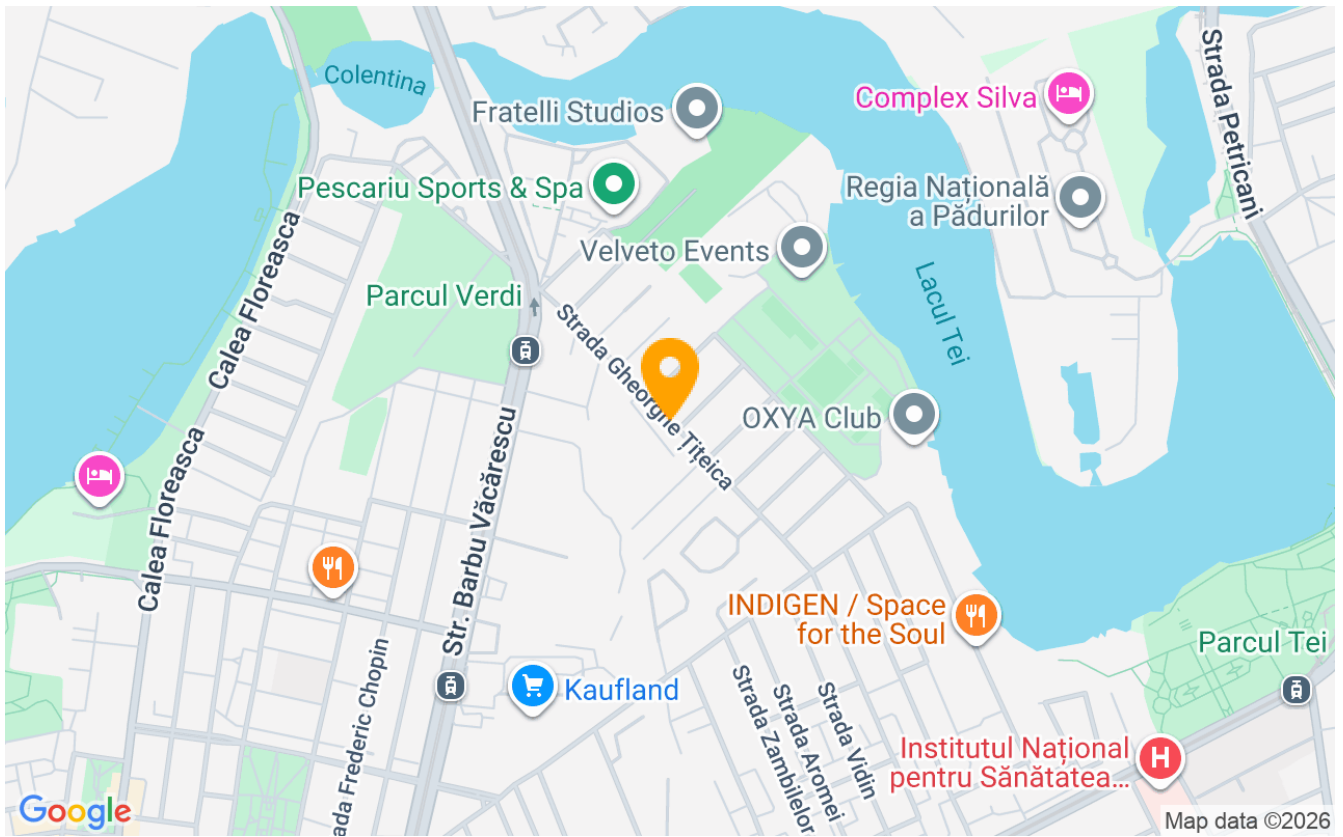 Colentina
Fratelli Studios
Complex Silva
Strada Petricani
Pescariu Sports & Spa
Regia Națională
a Pădurilor
Velveto Events
Calea Floreasca
Parcul Verdi
Lacul Tei
Strada Gheorghe Țițeica
OXYA Club
Calea Floreasca
Str. Barbu Văcărescu
INDIGEN / Space
for the Soul
Parcul Tei
Kaufland
ada Frederic Chopin
Strada Zambilelor
Strada Aromei
Strada Vidin
Institutul Național
pentru Sănătatea...
H
Google
Map data ©2026